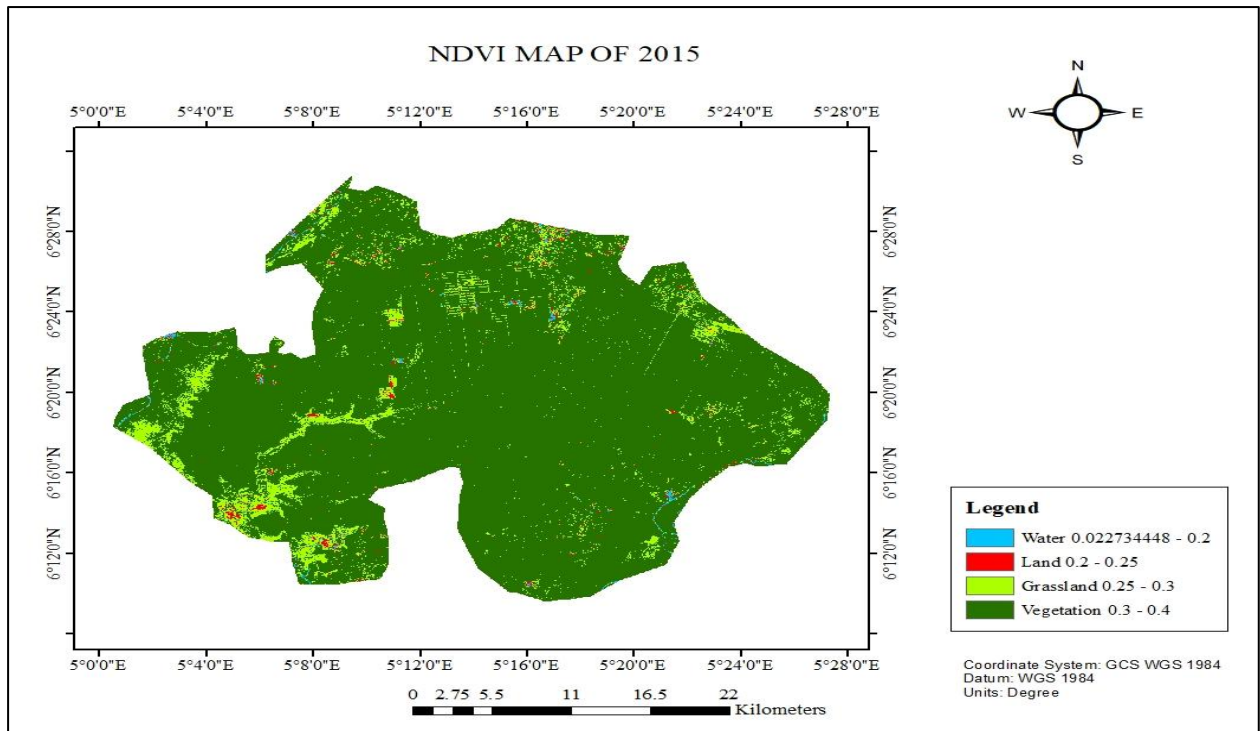 NDVI MAP OF 2015
N
W E
S
5°0'0"E 5°4'0"E 5°8'0"E 5°12'0"E 5°16'0"E 5°20'0"E 5°24'0"E 5°28'0"E
6°28'0"N 6°28'0"N
6°24'0"N 6°24'0"N
6°20'0"N 6°20'0"N
6°16'0"N 6°16'0"N
6°12'0"N 6°12'0"N
5°0'0"E 5°4'0"E 5°8'0"E 5°12'0"E 5°16'0"E 5°20'0"E 5°24'0"E 5°28'0"E
0 2.75 5.5 11 16.5 22
Kilometers
Legend
Water 0.022734448 - 0.2
Land 0.2 - 0.25
Grassland 0.25 - 0.3
Vegetation 0.3 - 0.4
Coordinate System: GCS WGS 1984
Datum: WGS 1984
Units: Degree